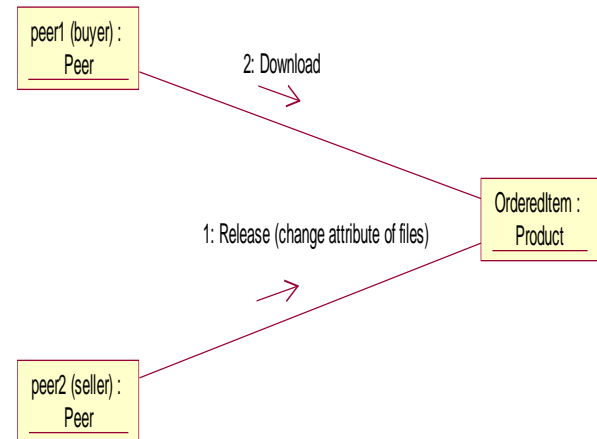 peer1 (buyer) :
Peer
2: Download
OrderedItem :
Product
1: Release (change attribute of files)
peer2 (seller) :
Peer